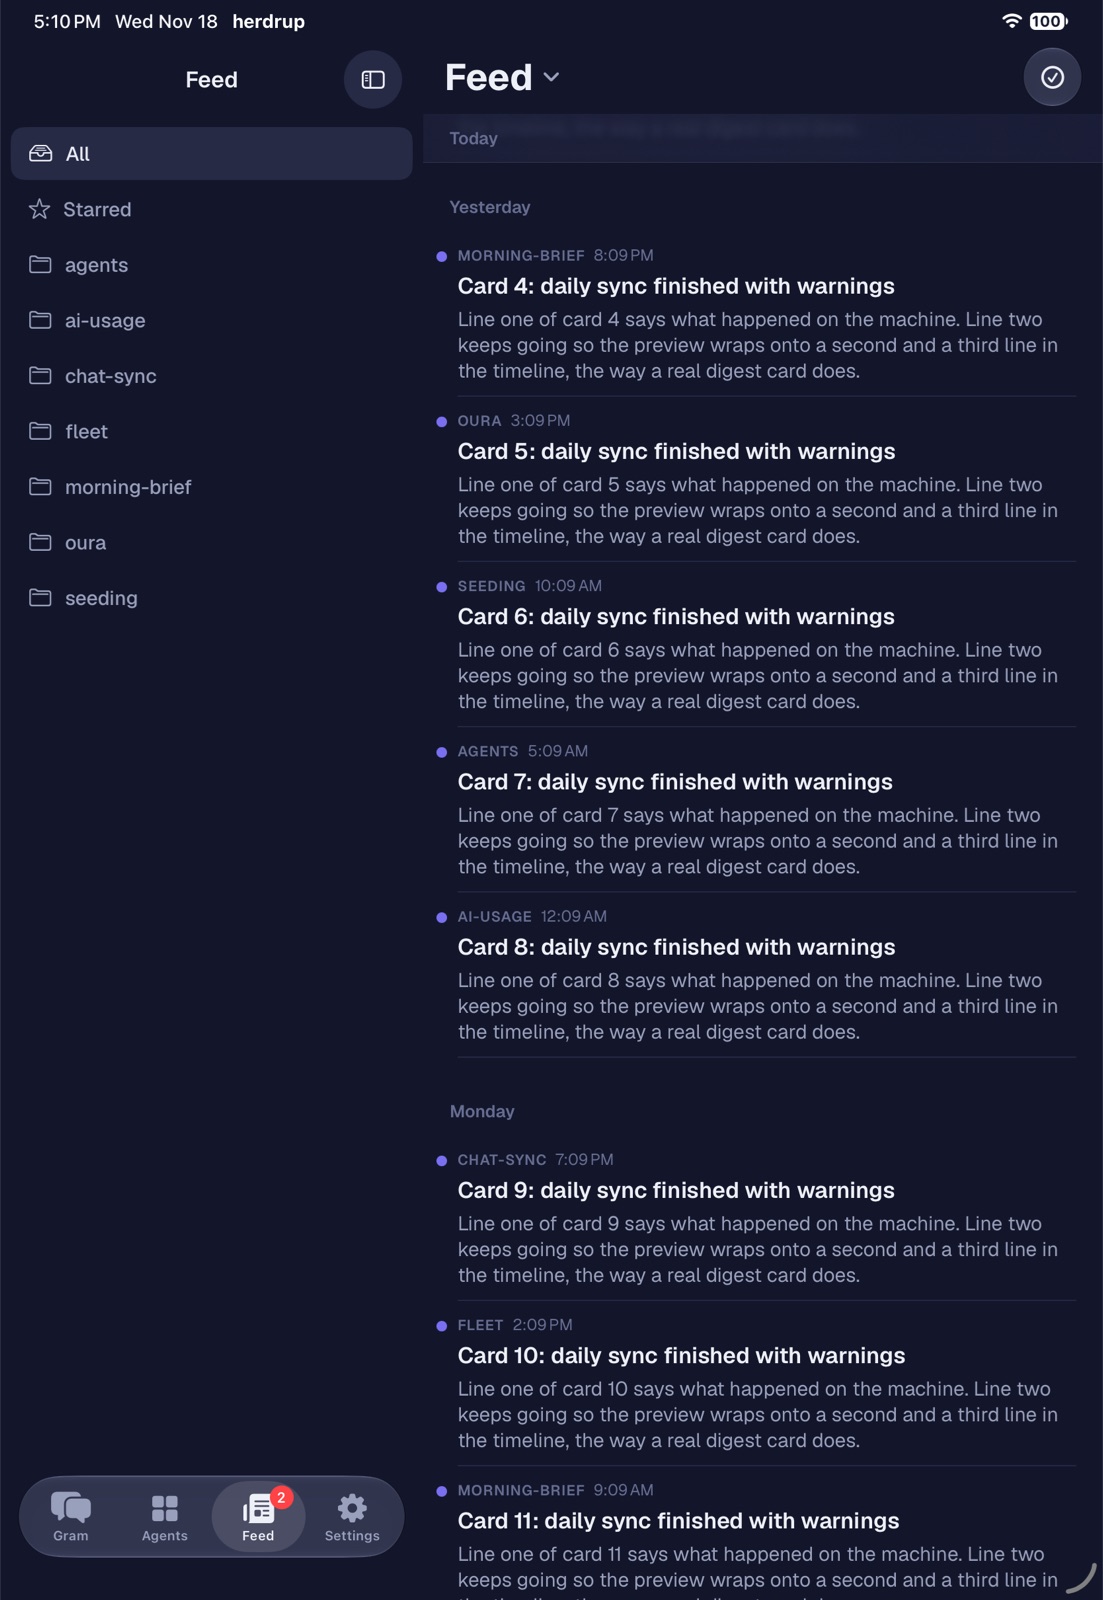 5:10 PM Wed Nov 18 herdrup
100
Feed
All
Starred
agents
ai-usage
chat-sync
fleet
morning-brief
oura
seeding
Gram
Agents
Feed
2
Settings
Feed
Today
Yesterday
MORNING-BRIEF 8:09 PM
Card 4: daily sync finished with warnings
Line one of card 4 says what happened on the machine. Line two
keeps going so the preview wraps onto a second and a third line in
the timeline, the way a real digest card does.
OURA 3:09 PM
Card 5: daily sync finished with warnings
Line one of card 5 says what happened on the machine. Line two
keeps going so the preview wraps onto a second and a third line in
the timeline, the way a real digest card does.
SEEDING 10:09 AM
Card 6: daily sync finished with warnings
Line one of card 6 says what happened on the machine. Line two
keeps going so the preview wraps onto a second and a third line in
the timeline, the way a real digest card does.
AGENTS 5:09 AM
Card 7: daily sync finished with warnings
Line one of card 7 says what happened on the machine. Line two
keeps going so the preview wraps onto a second and a third line in
the timeline, the way a real digest card does.
AI-USAGE 12:09 AM
Card 8: daily sync finished with warnings
Line one of card 8 says what happened on the machine. Line two
keeps going so the preview wraps onto a second and a third line in
the timeline, the way a real digest card does.
Monday
CHAT-SYNC 7:09 PM
Card 9: daily sync finished with warnings
Line one of card 9 says what happened on the machine. Line two
keeps going so the preview wraps onto a second and a third line in
the timeline, the way a real digest card does.
FLEET 2:09 PM
Card 10: daily sync finished with warnings
Line one of card 10 says what happened on the machine. Line two
keeps going so the preview wraps onto a second and a third line in
the timeline, the way a real digest card does.
MORNING-BRIEF 9:09 AM
Card 11: daily sync finished with warnings
Line one of card 11 says what happened on the machine. Line two
keeps going so the preview wraps onto a second and a third line in